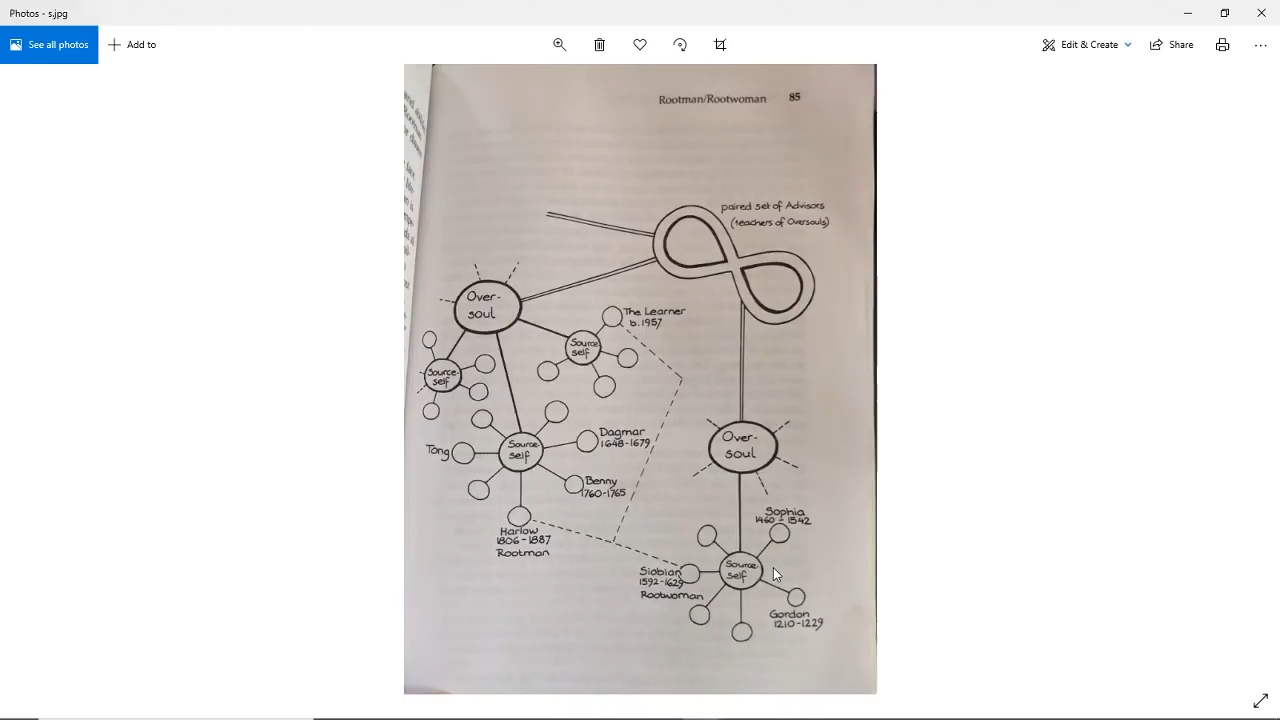 Photos - s.jpg
See all photos
Add to
Edit & Create
Share
Rootman/Rootwoman 85
paired set of Advisors
(teachers of Oversouls)
Over-
soul
The Learner
b. 1957
Source
self
Source-
self
Dagmar
1648-1679
Source-
self
Tong
Benny
1760-1765
Harlow
1806-1887
Rootman
Over-
soul
Sophia
1460-1542
Source-
self
Siobian
1592-1629
Rootwoman
Gordon
1210-1229